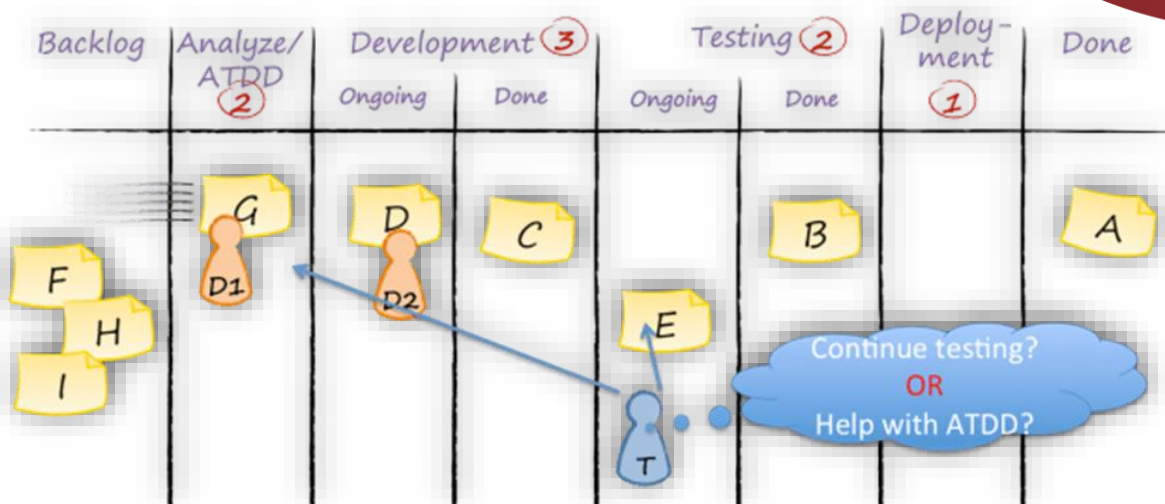 Backlog
Analyze/
ATDD
2
Development 3
Ongoing
Done
Testing 2
Ongoing
Done
Deploy-
ment
1
Done
G
D1
D
D2
C
B
A
F
H
I
E
T
Continue testing?
OR
Help with ATDD?